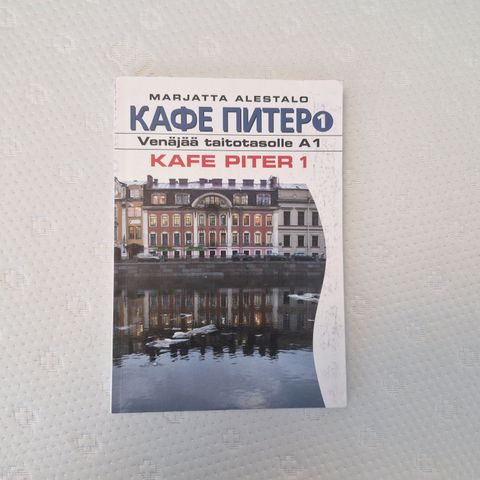 MARJATTA ALESTALO
КАФЕ ПИТЕР 1
Venäjää taitotasolle A1
KAFE PITER 1